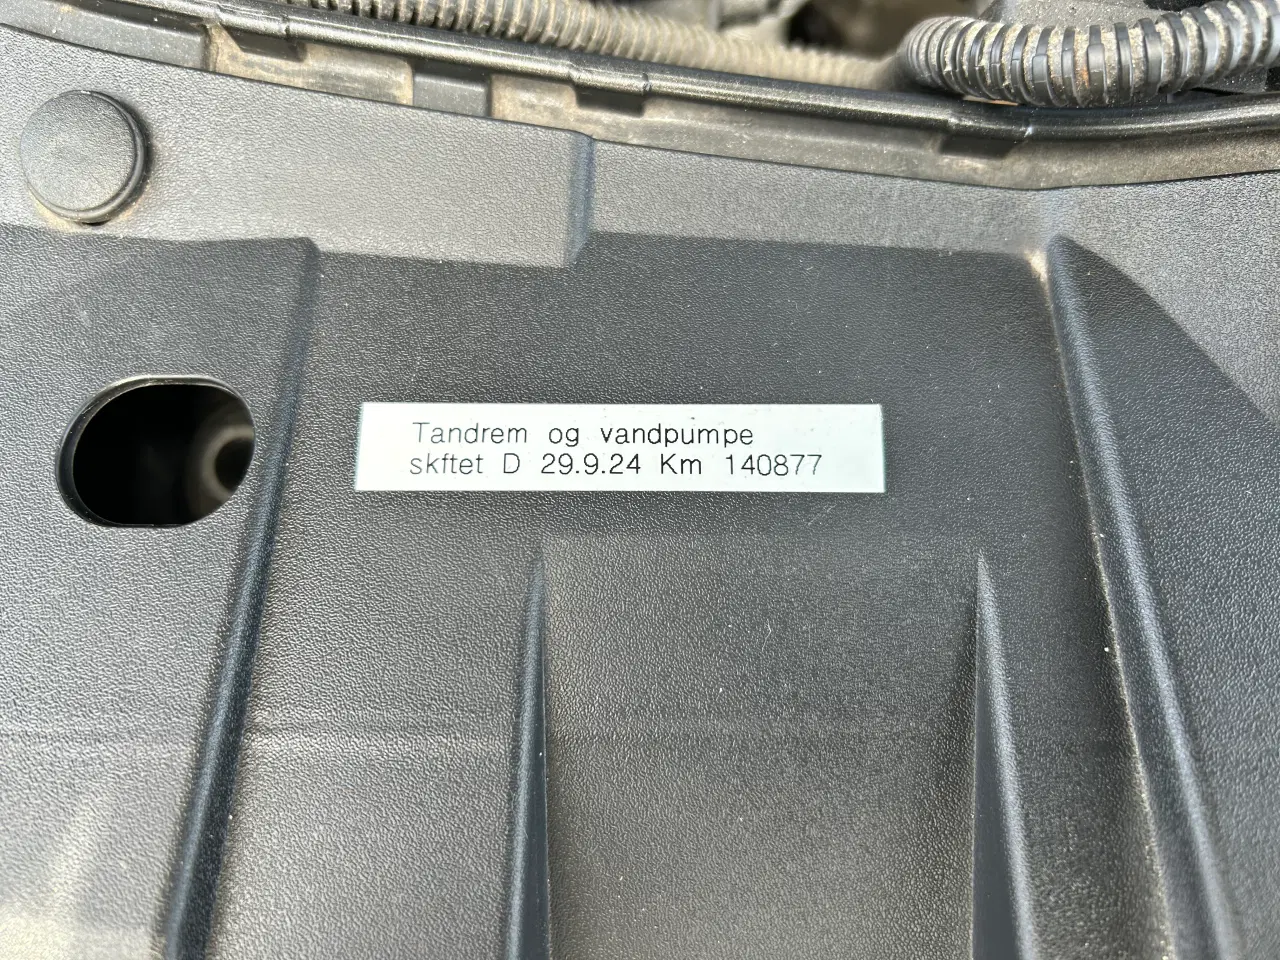 Tandrem og vandpumpe
skftet D 29.9.24 Km 140877